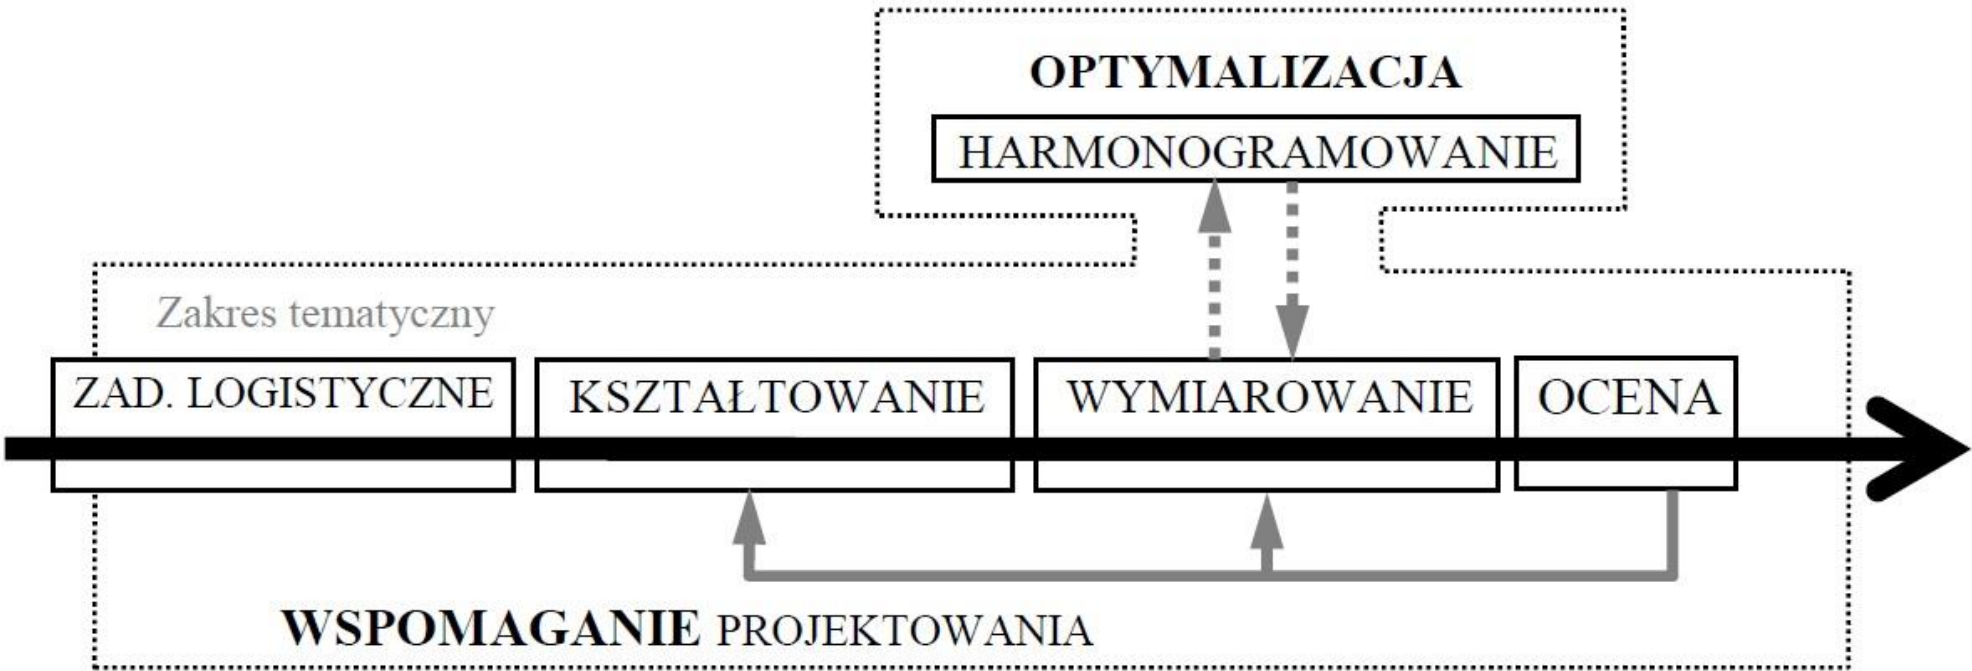 OPTYMALIZACJA
HARMONOGRAMOWANIE
Zakres tematyczny
ZAD. LOGISTYCZNE
KSZTAŁTOWANIE
WYMIAROWANIE
OCENA
WSPOMAGANIE PROJEKTOWANIA